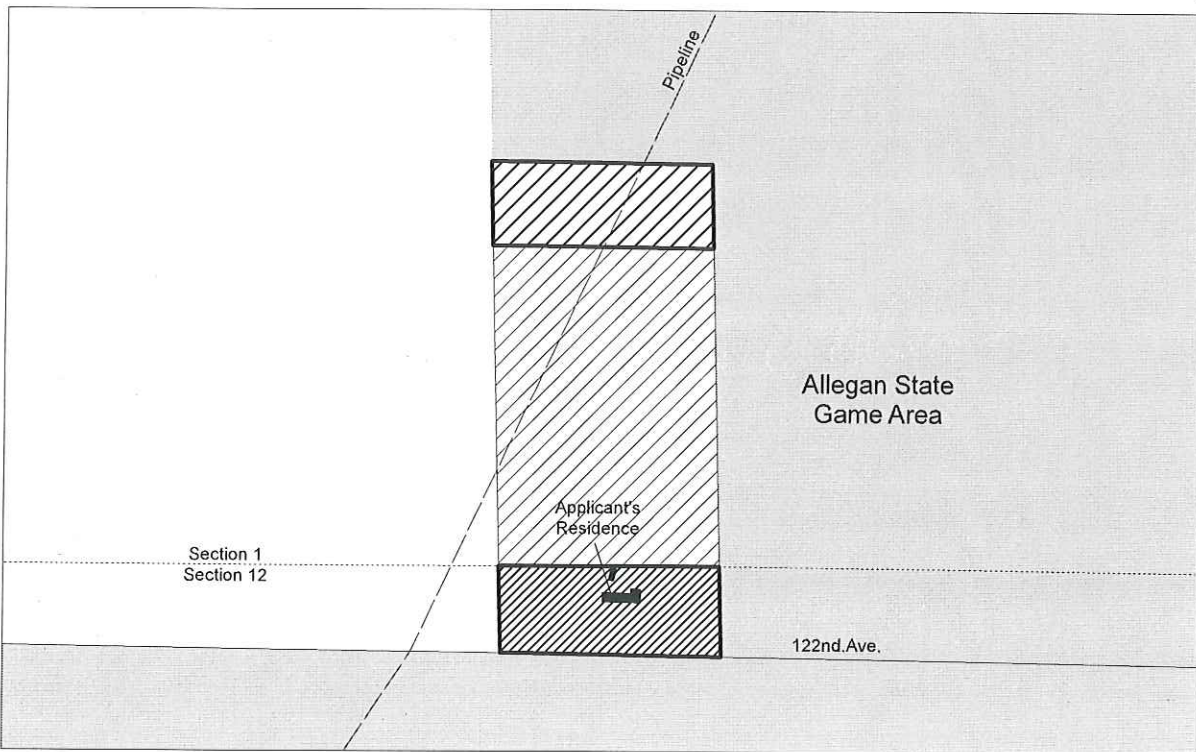 Pipeline
Allegan State
Game Area
Applicant's
Residence
Section 1
Section 12
122nd.Ave.